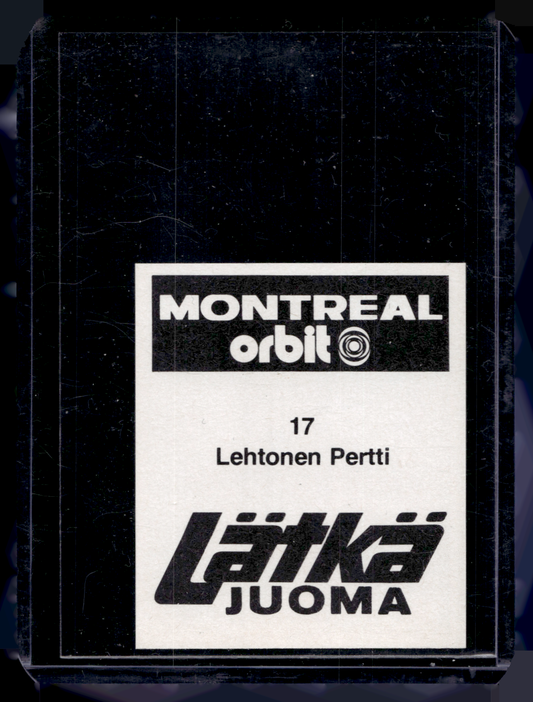 MONTREAL
orbit
17
Lehtonen Pertti
Lätkä
JUOMA